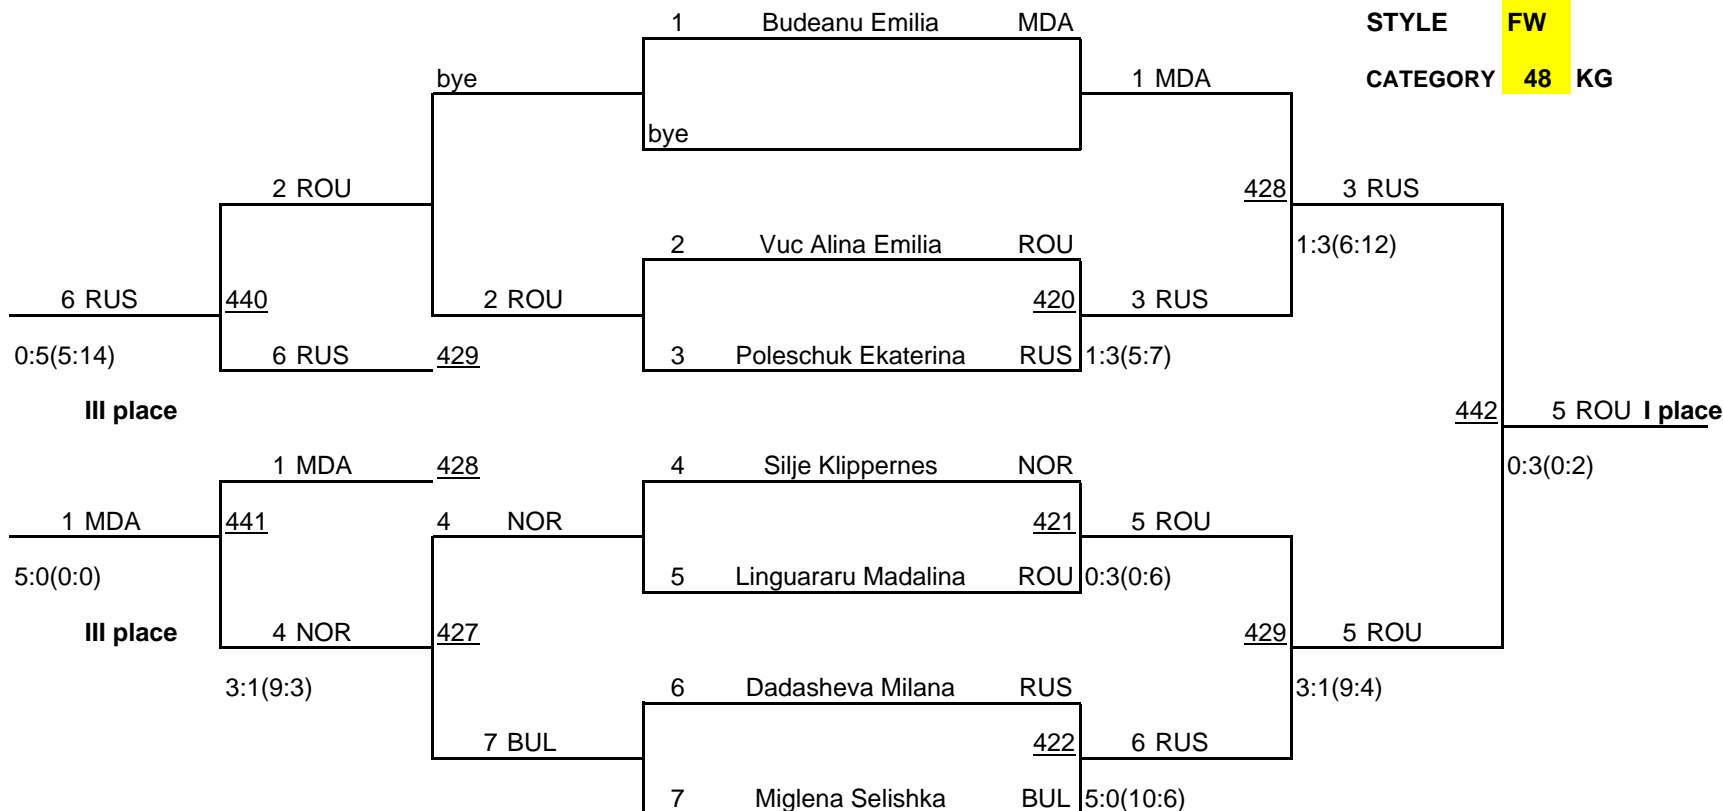 1 Budeanu Emilia MDA STYLE FW
bye 1 MDA CATEGORY 48 KG
bye
2 ROU 428 3 RUS
2 Vuc Alina Emilia ROU 1:3(6:12)
6 RUS 440 2 ROU 420 3 RUS
0:5(5:14) 6 RUS 429 3 Poleschuk Ekaterina RUS 1:3(5:7)
III place 442 5 ROU I place
1 MDA 428 4 Silje Klippernes NOR 0:3(0:2)
1 MDA 441 4 NOR 421 5 ROU
5:0(0:0) 5 Linguararu Madalina ROU 0:3(0:6)
III place 4 NOR 427 429 5 ROU
3:1(9:3) 6 Dadasheva Milana RUS 3:1(9:4)
7 BUL 422 6 RUS
7 Miglena Selishka BUL 5:0(10:6)